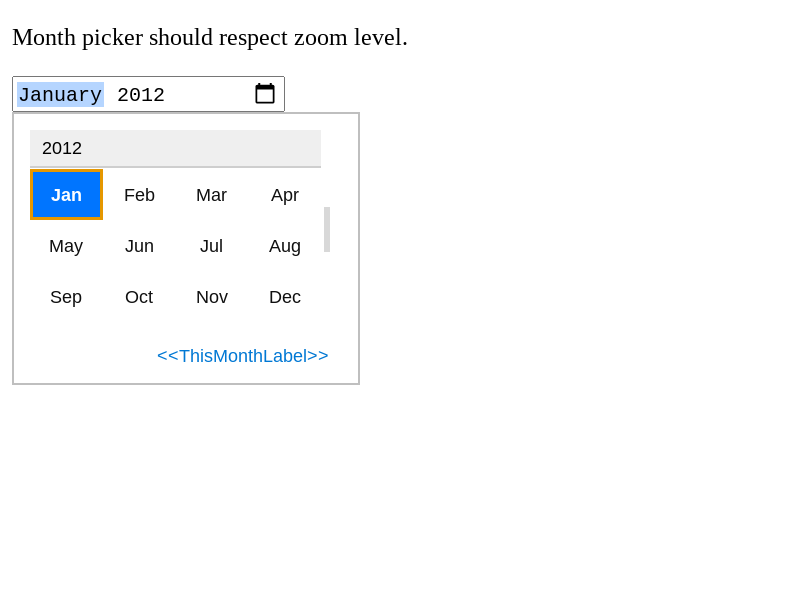 Month picker should respect zoom level.
January 2012
2012
Jan Feb Mar Apr
May Jun Jul Aug
Sep Oct Nov Dec
<<ThisMonthLabel>>